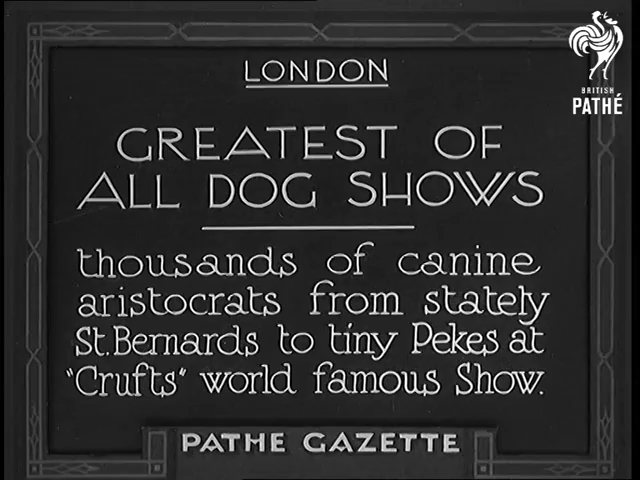 LONDON
GREATEST OF
ALL DOG SHOWS
thousands of canine
aristocrats from stately
St. Bernards to tiny Pekes at
"Crufts" world famous Show.
PATHE GAZETTE
BRITISH
PATHÉ